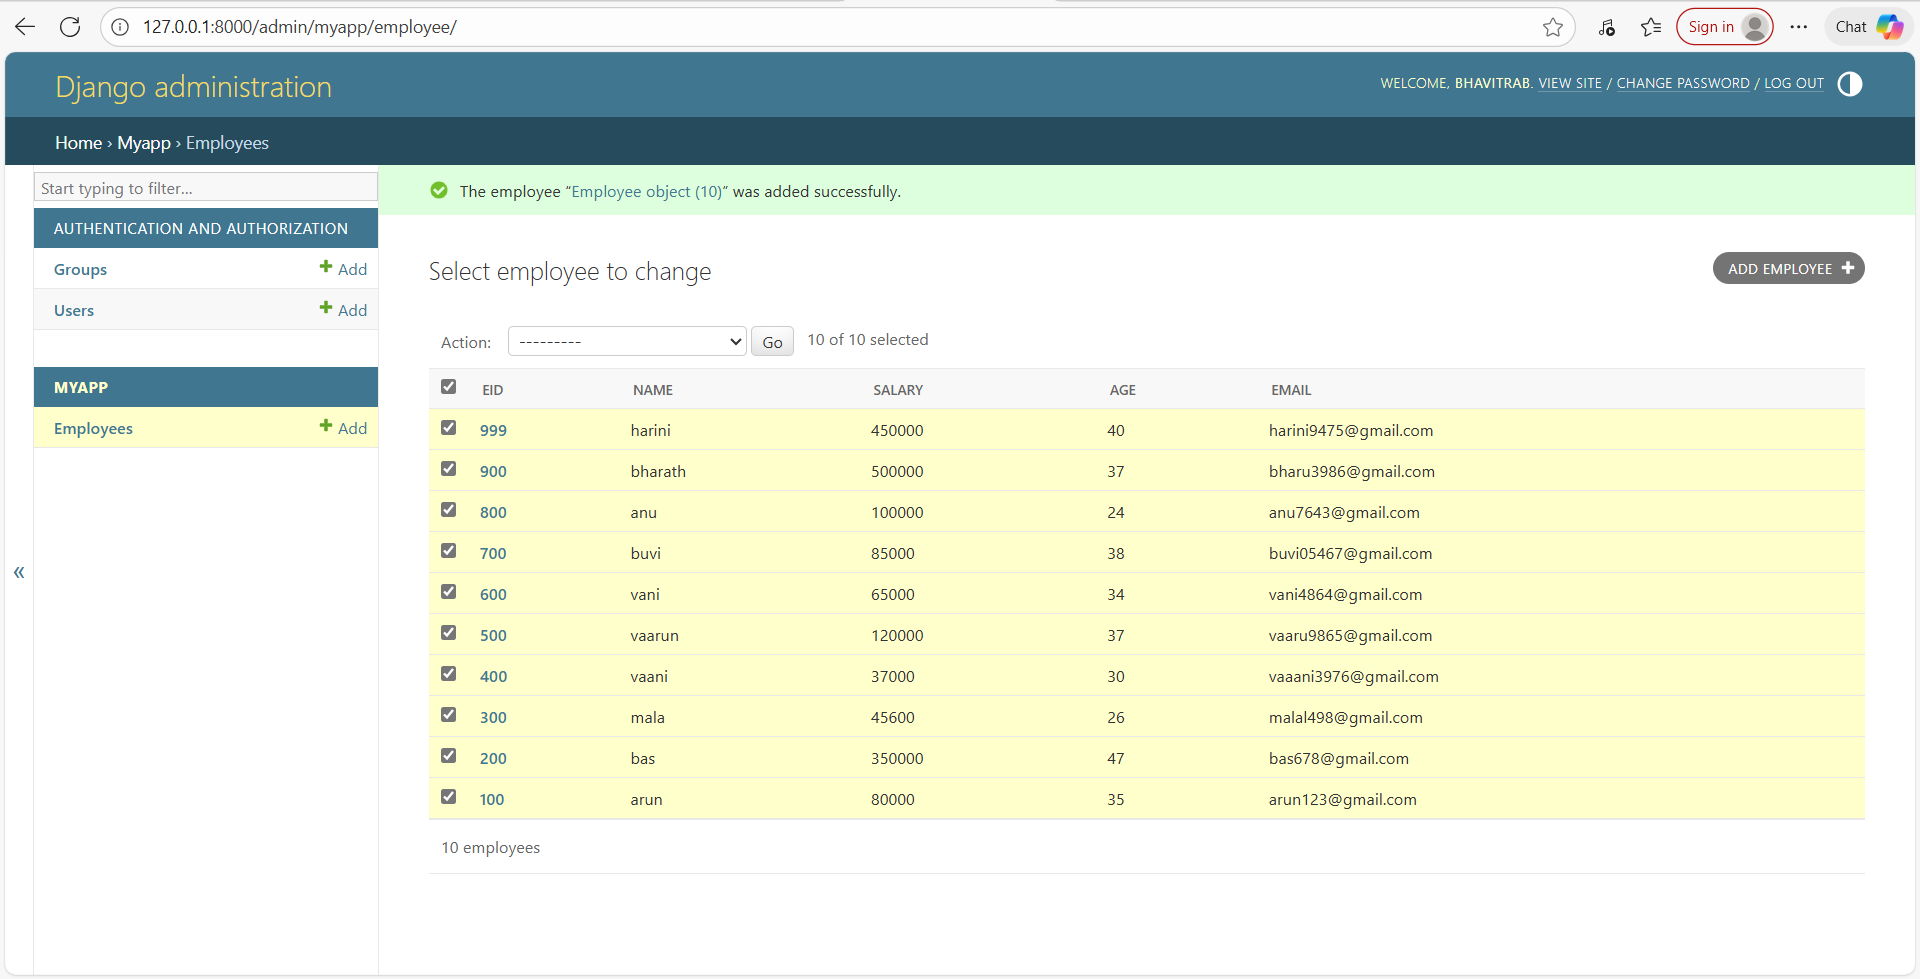 127.0.0.1:8000/admin/myapp/employee/
Sign in
Chat
Django administration
WELCOME, BHAVITRAB. VIEW SITE / CHANGE PASSWORD / LOG OUT
Home › Myapp › Employees
Start typing to filter...
The employee “Employee object (10)” was added successfully.
AUTHENTICATION AND AUTHORIZATION
Groups Add
Users Add
MYAPP
Employees Add
Select employee to change
ADD EMPLOYEE
Action: --------- Go 10 of 10 selected
EID NAME SALARY AGE EMAIL
999 harini 450000 40 harini9475@gmail.com
900 bharath 500000 37 bharu3986@gmail.com
800 anu 100000 24 anu7643@gmail.com
700 buvi 85000 38 buvi05467@gmail.com
600 vani 65000 34 vani4864@gmail.com
500 vaarun 120000 37 vaaru9865@gmail.com
400 vaani 37000 30 vaaani3976@gmail.com
300 mala 45600 26 malal498@gmail.com
200 bas 350000 47 bas678@gmail.com
100 arun 80000 35 arun123@gmail.com
10 employees
«